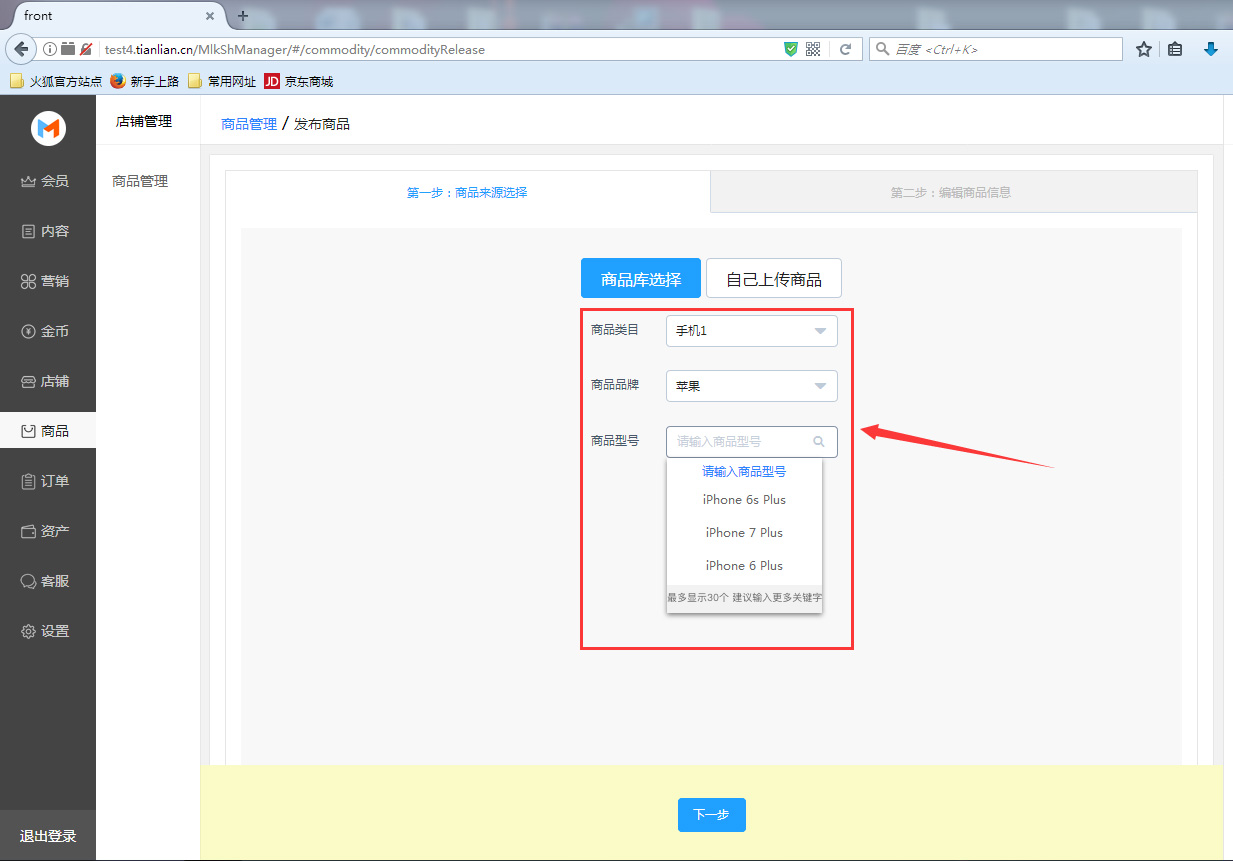 front
test4.tianlian.cn/MlkShManager/#/commodity/commodityRelease
百度 <Ctrl+K>
火狐官方站点 新手上路 常用网址 JD 京东商城
店铺管理
商品管理 / 发布商品
会员
商品管理
第一步：商品来源选择
第二步：编辑商品信息
内容
营销
商品库选择
自己上传商品
金币
商品类目
手机1
店铺
商品品牌
苹果
商品
商品型号
请输入商品型号
请输入商品型号
订单
iPhone 6s Plus
资产
iPhone 7 Plus
iPhone 6 Plus
客服
最多显示30个 建议输入更多关键字
设置
下一步
退出登录